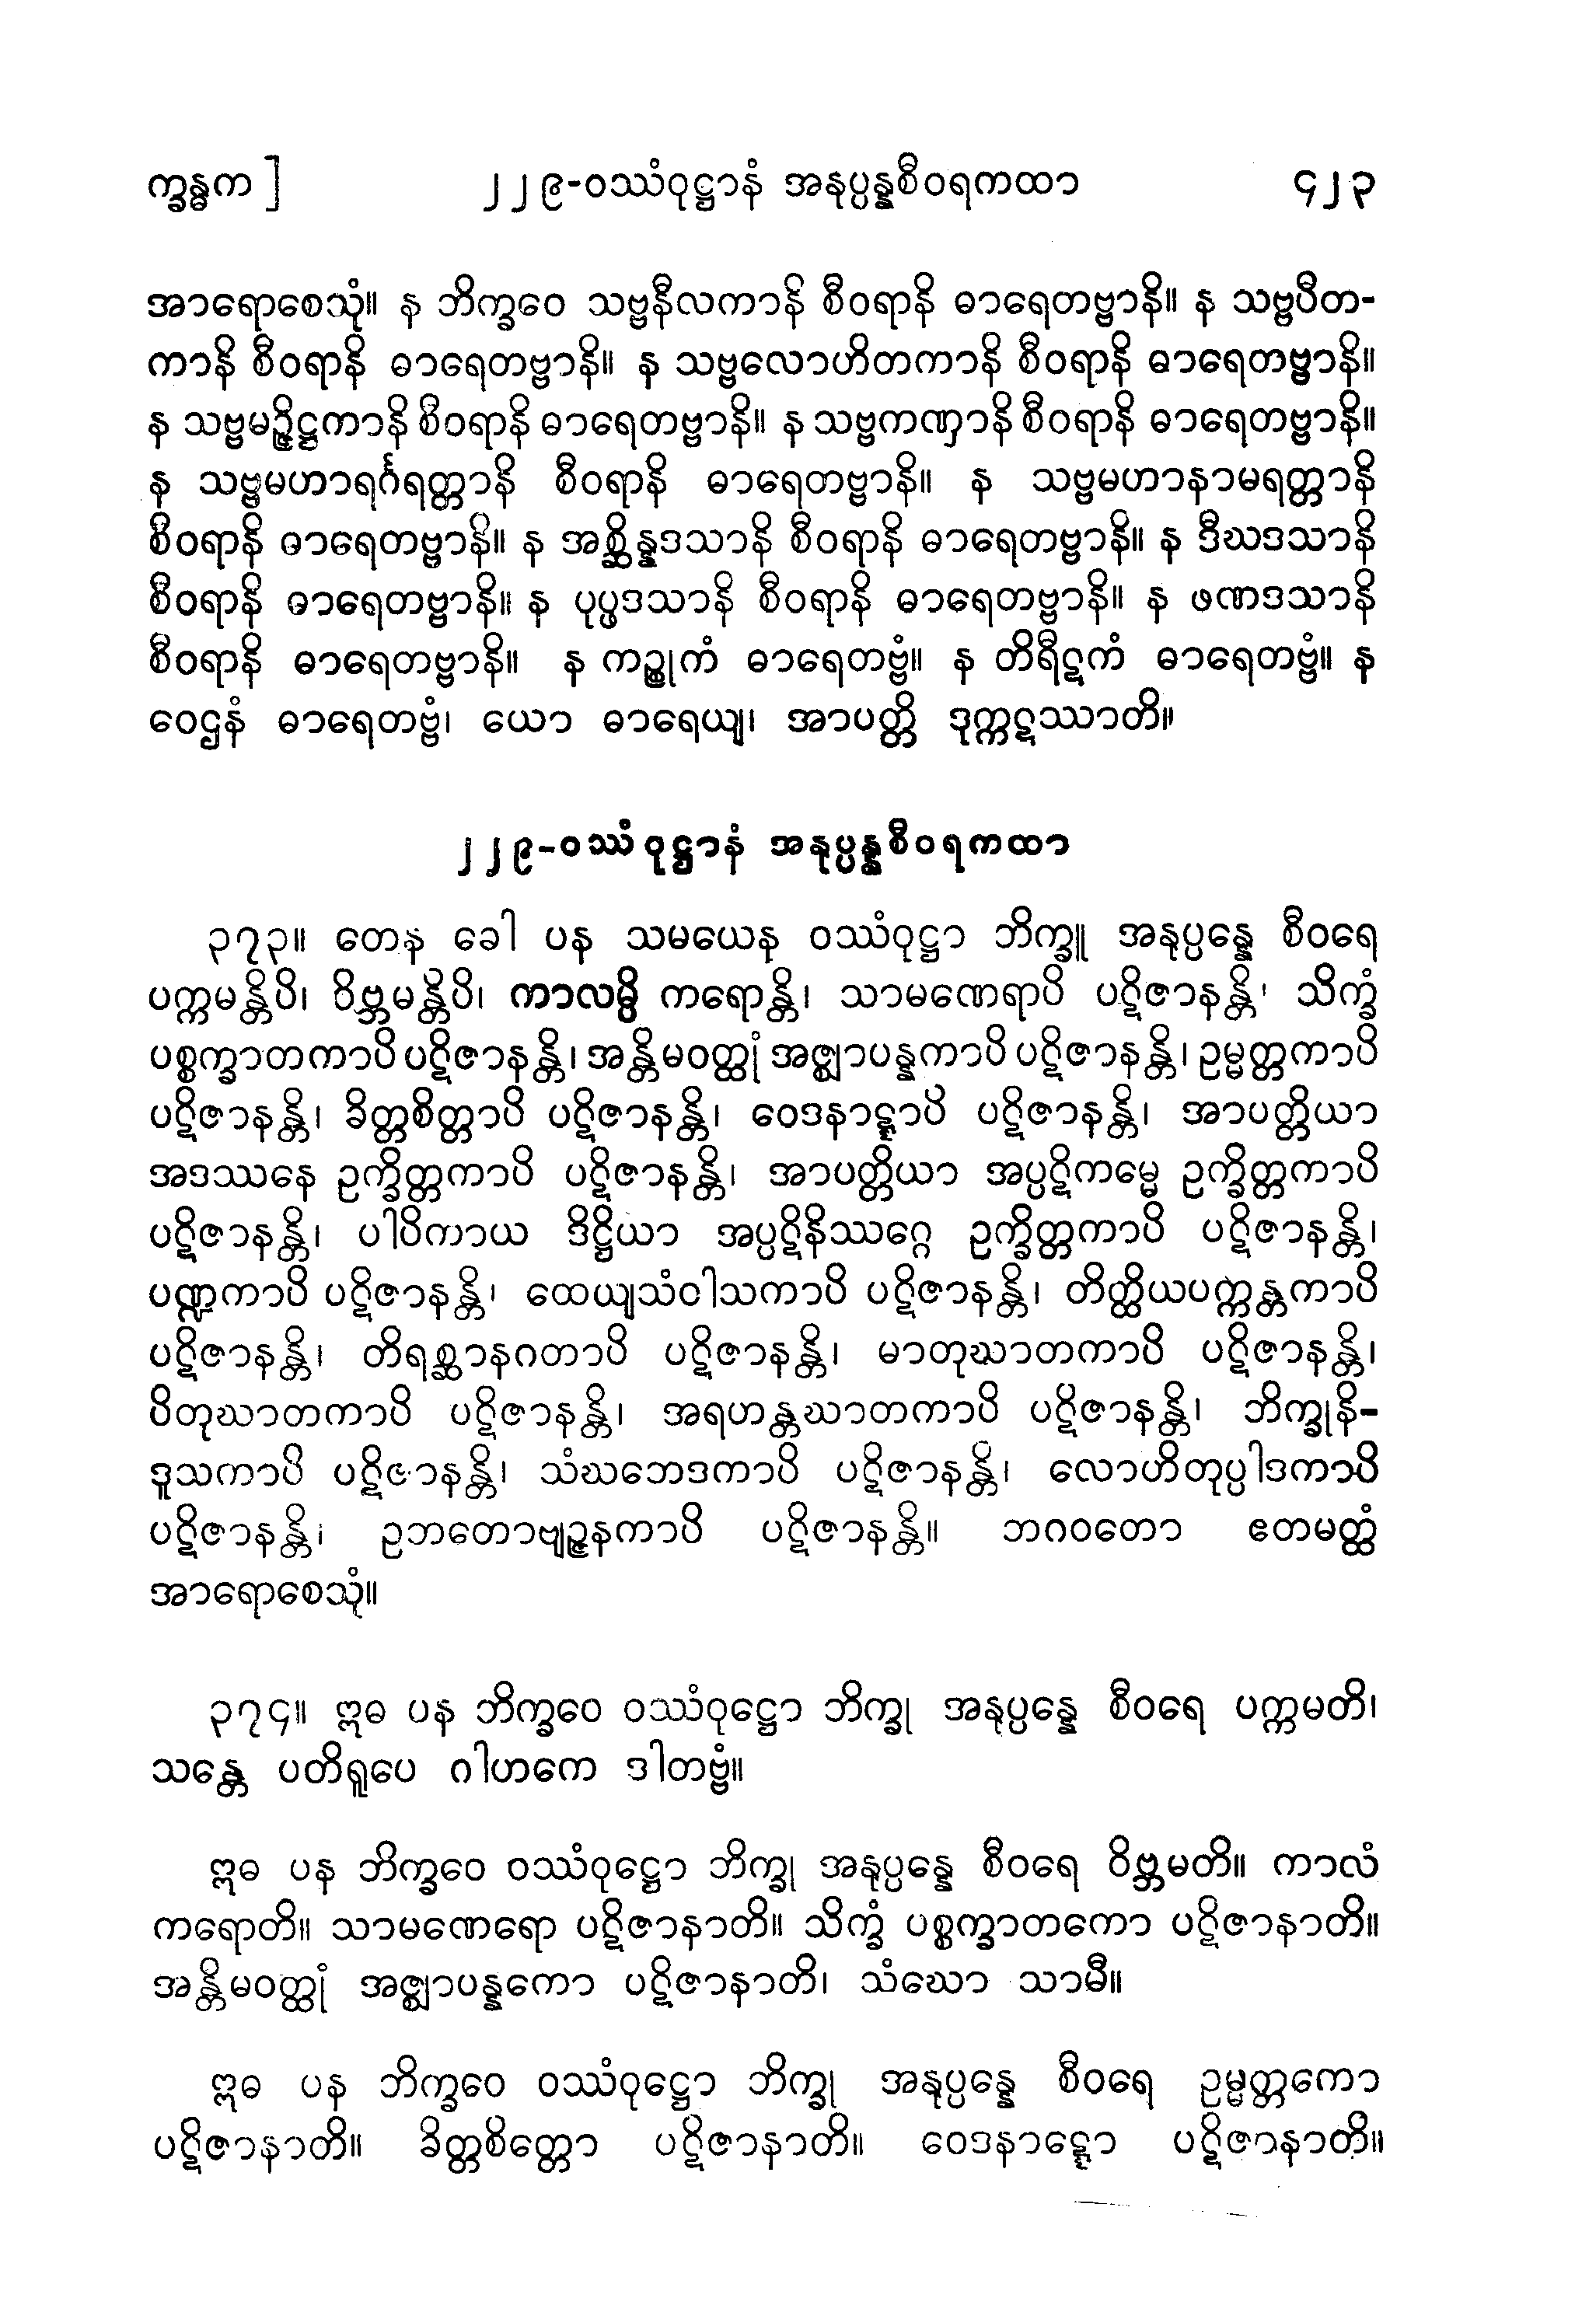 က္ခန္ဓက ] ၂၂၉-ဝဿံဝုဋ္ဌာနံ အနုပ္ပန္နစီဝရကထာ ၄၂၃
အာရောစေသုံ။ န ဘိက္ခဝေ သဗ္ဗနီလကာနိ စီဝရာနိ ဓာရေတဗ္ဗာနိ။ န သဗ္ဗပီတ-
ကာနိ စီဝရာနိ ဓာရေတဗ္ဗာနိ။ န သဗ္ဗလောဟိတကာနိ စီဝရာနိ ဓာရေတဗ္ဗာနိ။
န သဗ္ဗမဉ္ဇိဋ္ဌကာနိ စီဝရာနိ ဓာရေတဗ္ဗာနိ။ န သဗ္ဗကဏှာနိ စီဝရာနိ ဓာရေတဗ္ဗာနိ။
န သဗ္ဗမဟာရင်္ဂရတ္တာနိ စီဝရာနိ ဓာရေတဗ္ဗာနိ။ န သဗ္ဗမဟာနာမရတ္တာနိ
စီဝရာနိ ဓာရေတဗ္ဗာနိ။ န အစ္ဆိန္နဒသာနိ စီဝရာနိ ဓာရေတဗ္ဗာနိ။ န ဒီဃဒသာနိ
စီဝရာနိ ဓာရေတဗ္ဗာနိ။ န ပုပ္ဖဒသာနိ စီဝရာနိ ဓာရေတဗ္ဗာနိ။ န ဖဏဒသာနိ
စီဝရာနိ ဓာရေတဗ္ဗာနိ။ န ကဉ္စုကံ ဓာရေတဗ္ဗံ။ န တိရီဋကံ ဓာရေတဗ္ဗံ။ န
ဝေဌနံ ဓာရေတဗ္ဗံ၊ ယော ဓာရေယျ၊ အာပတ္တိ ဒုက္ကဋဿာတိ။
၂၂၉-ဝဿံဝုဋ္ဌာနံ အနုပ္ပန္နစီဝရကထာ
၃၇၃။ တေန ခေါ ပန သမယေန ဝဿံဝုဋ္ဌာ ဘိက္ခူ အနုပ္ပန္နေ စီဝရေ
ပက္ကမန္တိပိ၊ ဝိဗ္ဘမန္တိပိ၊ ကာလမ္ပိ ကရောန္တိ၊ သာမဏေရာပိ ပဋိဇာနန္တိ၊ သိက္ခံ
ပစ္စက္ခာတကာပိ ပဋိဇာနန္တိ၊ အန္တိမဝတ္ထုံ အဇ္ဈာပန္နကာပိ ပဋိဇာနန္တိ၊ ဥမ္မတ္တကာပိ
ပဋိဇာနန္တိ၊ ခိတ္တစိတ္တာပိ ပဋိဇာနန္တိ၊ ဝေဒနာဋ္ဋာပိ ပဋိဇာနန္တိ၊ အာပတ္တိယာ
အဒဿနေ ဥက္ခိတ္တကာပိ ပဋိဇာနန္တိ၊ အာပတ္တိယာ အပ္ပဋိကမ္မေ ဥက္ခိတ္တကာပိ
ပဋိဇာနန္တိ၊ ပါပိကာယ ဒိဋ္ဌိယာ အပ္ပဋိနိဿဂ္ဂေ ဥက္ခိတ္တကာပိ ပဋိဇာနန္တိ၊
ပဏ္ဍကာပိ ပဋိဇာနန္တိ၊ ထေယျသံဝါသကာပိ ပဋိဇာနန္တိ၊ တိတ္ထိယပက္ကန္တကာပိ
ပဋိဇာနန္တိ၊ တိရစ္ဆာနဂတာပိ ပဋိဇာနန္တိ၊ မာတုဃာတကာပိ ပဋိဇာနန္တိ၊
ပိတုဃာတကာပိ ပဋိဇာနန္တိ၊ အရဟန္တဃာတကာပိ ပဋိဇာနန္တိ၊ ဘိက္ခုနိ-
ဒူသကာပိ ပဋိဇာနန္တိ၊ သံဃဘေဒကာပိ ပဋိဇာနန္တိ၊ လောဟိတုပ္ပါဒကာပိ
ပဋိဇာနန္တိ၊ ဥဘတောဗျဉ္ဇနကာပိ ပဋိဇာနန္တိ။ ဘဂဝတော ဧတမတ္ထံ
အာရောစေသုံ။
၃၇၄။ ဣဓ ပန ဘိက္ခဝေ ဝဿံဝုဋ္ဌော ဘိက္ခု အနုပ္ပန္နေ စီဝရေ ပက္ကမတိ၊
သန္တေ ပတိရူပေ ဂါဟကေ ဒါတဗ္ဗံ။
ဣဓ ပန ဘိက္ခဝေ ဝဿံဝုဋ္ဌော ဘိက္ခု အနုပ္ပန္နေ စီဝရေ ဝိဗ္ဘမတိ။ ကာလံ
ကရောတိ။ သာမဏေရော ပဋိဇာနာတိ။ သိက္ခံ ပစ္စက္ခာတကော ပဋိဇာနာတိ။
အန္တိမဝတ္ထုံ အဇ္ဈာပန္နကော ပဋိဇာနာတိ၊ သံဃော သာမီ။
ဣဓ ပန ဘိက္ခဝေ ဝဿံဝုဋ္ဌော ဘိက္ခု အနုပ္ပန္နေ စီဝရေ ဥမ္မတ္တကော
ပဋိဇာနာတိ။ ခိတ္တစိတ္တော ပဋိဇာနာတိ။ ဝေဒနာဋ္ဋော ပဋိဇာနာတိ။